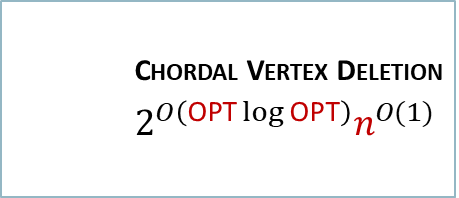 CHORDAL VERTEX DELETION
2^{O(OPT log OPT)} n^{O(1)}